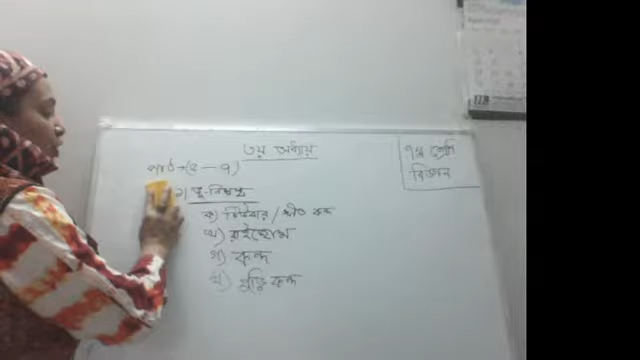 ৩য় অধ্যায়
৭ম শ্রেণী
বিজ্ঞান
পাঠ-(৫-৭)
ক) টিউবার / স্ফীত কন্দ
খ) রাইজোম
গ) কন্দ
ঘ) গুড়ি কন্দ